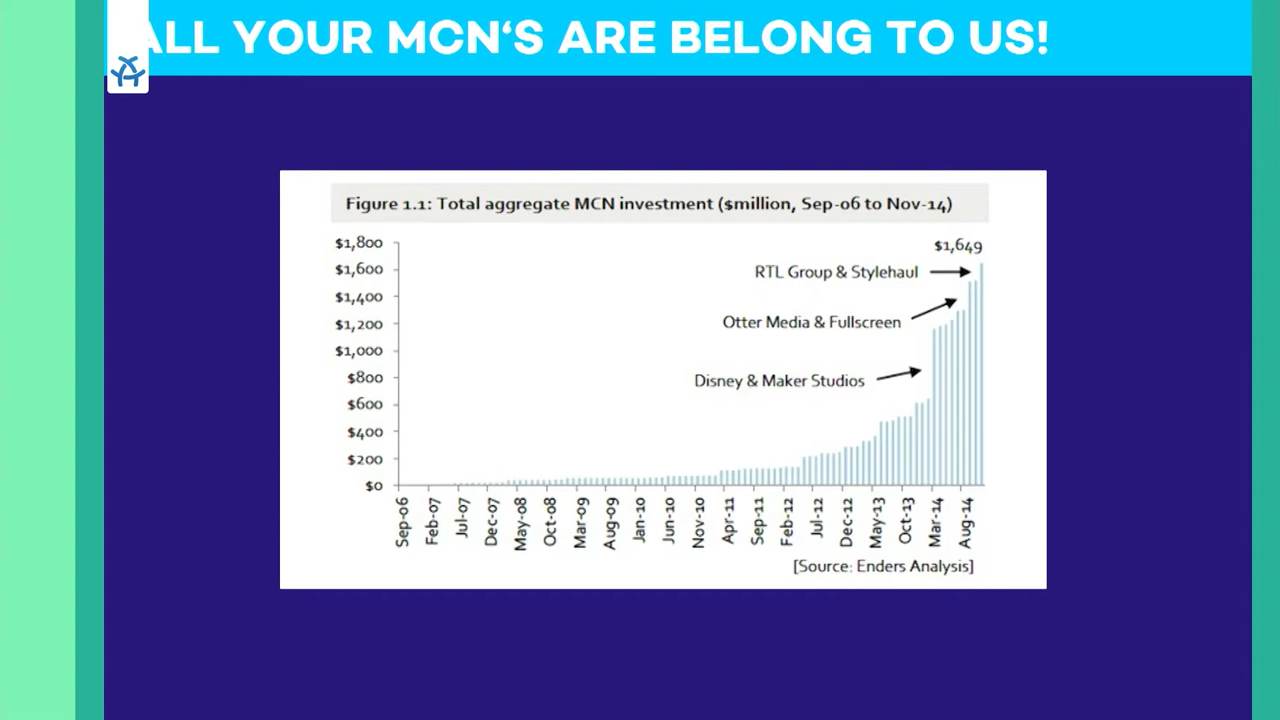 ALL YOUR MCN‘S ARE BELONG TO US!
Figure 1.1: Total aggregate MCN investment ($million, Sep-06 to Nov-14)
$1,800
$1,600
$1,400
$1,200
$1,000
$800
$600
$400
$200
$0
$1,649
RTL Group & Stylehaul
Otter Media & Fullscreen
Disney & Maker Studios
Sep-06
Feb-07
Jul-07
Dec-07
May-08
Oct-08
Mar-09
Aug-09
Jan-10
Jun-10
Nov-10
Apr-11
Sep-11
Feb-12
Jul-12
Dec-12
May-13
Oct-13
Mar-14
Aug-14
[Source: Enders Analysis]